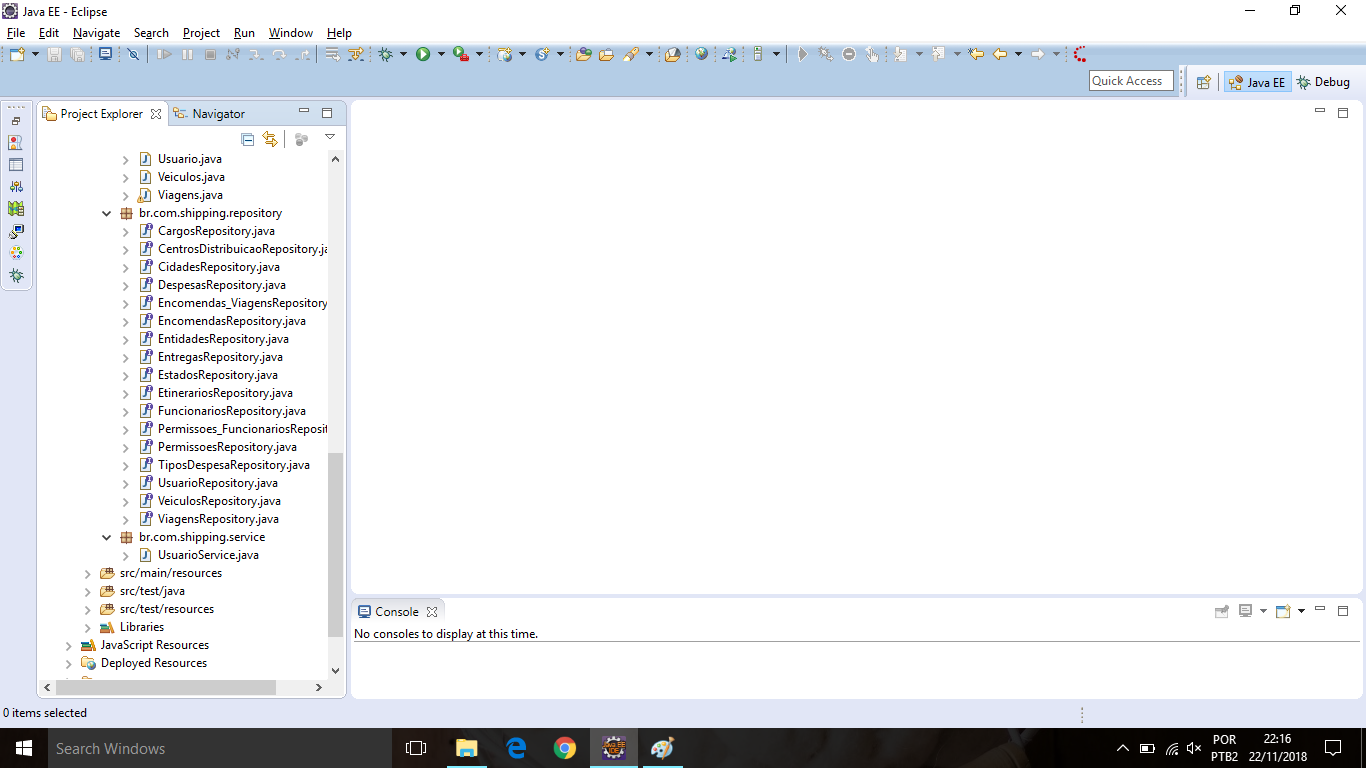 Java EE - Eclipse
File Edit Navigate Search Project Run Window Help
Quick Access
Java EE
Debug
Project Explorer
Navigator
Usuario.java
Veiculos.java
Viagens.java
br.com.shipping.repository
CargosRepository.java
CentrosDistribuicaoRepository.ja
CidadesRepository.java
DespesasRepository.java
Encomendas_ViagensRepository
EncomendasRepository.java
EntidadesRepository.java
EntregasRepository.java
EstadosRepository.java
EtinerariosRepository.java
FuncionariosRepository.java
Permissoes_FuncionariosReposit
PermissoesRepository.java
TiposDespesaRepository.java
UsuarioRepository.java
VeiculosRepository.java
ViagensRepository.java
br.com.shipping.service
UsuarioService.java
src/main/resources
src/test/java
src/test/resources
Libraries
JavaScript Resources
Deployed Resources
Console
No consoles to display at this time.
0 items selected
Search Windows
Java EE
IDE
POR
PTB2
22:16
22/11/2018